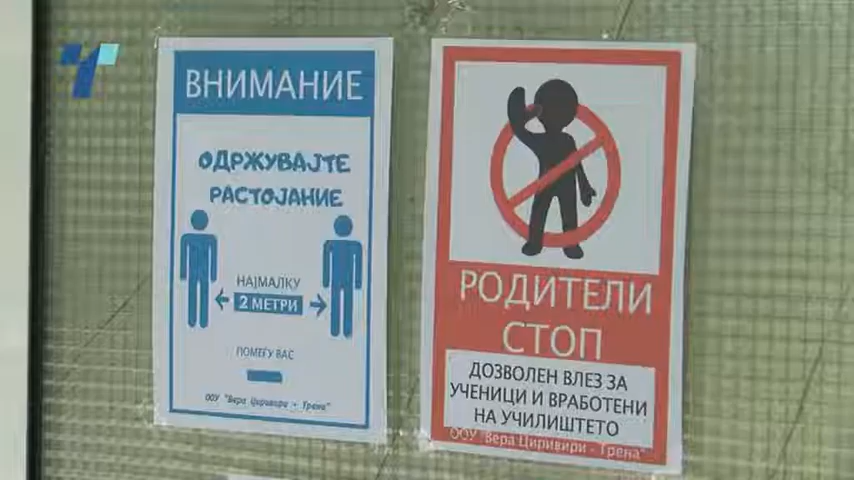 ВНИМАНИЕ
ОДРЖУВАЈТЕ
РАСТОЈАНИЕ
НАЈМАЛКУ
2 МЕТРИ
ПОМЕЃУ ВАС
ООУ "Вера Циривири - Трена"
РОДИТЕЛИ
СТОП
ДОЗВОЛЕН ВЛЕЗ ЗА
УЧЕНИЦИ И ВРАБОТЕНИ
НА УЧИЛИШТЕТО
ООУ "Вера Циривири - Трена"